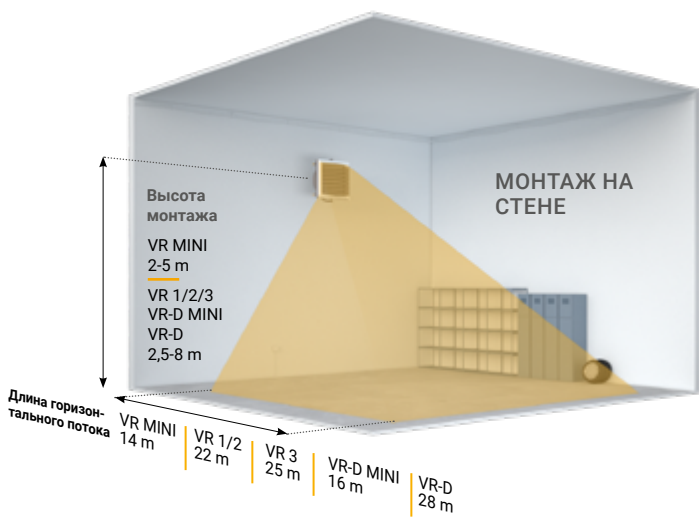 МОНТАЖ НА
СТЕНЕ
Высота
монтажа
VR MINI
2-5 m
VR 1/2/3
VR-D MINI
VR-D
2,5-8 m
Длина горизон-
тального потока
VR MINI
14 m
VR 1/2
22 m
VR 3
25 m
VR-D MINI
16 m
VR-D
28 m